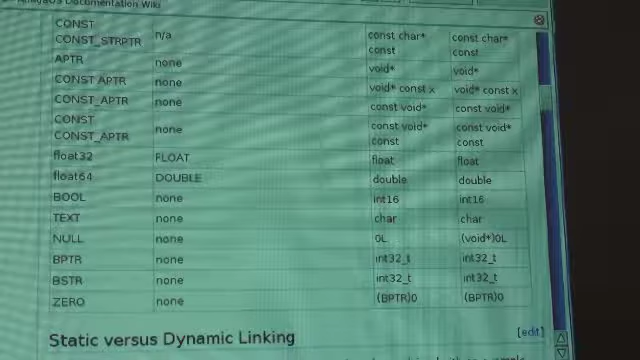 AmigaOS Documentation Wiki
CONST
CONST_STRPTR n/a const char* const const char* const
APTR none void* void*
CONST APTR none void* const x void* const x
CONST_APTR none const void* const void*
CONST
CONST_APTR none const void* const const void* const
float32 FLOAT float float
float64 DOUBLE double double
BOOL none int16 int16
TEXT none char char
NULL none 0L (void*)0L
BPTR none int32_t int32_t
BSTR none int32_t int32_t
ZERO none (BPTR)0 (BPTR)0
Static versus Dynamic Linking [edit]